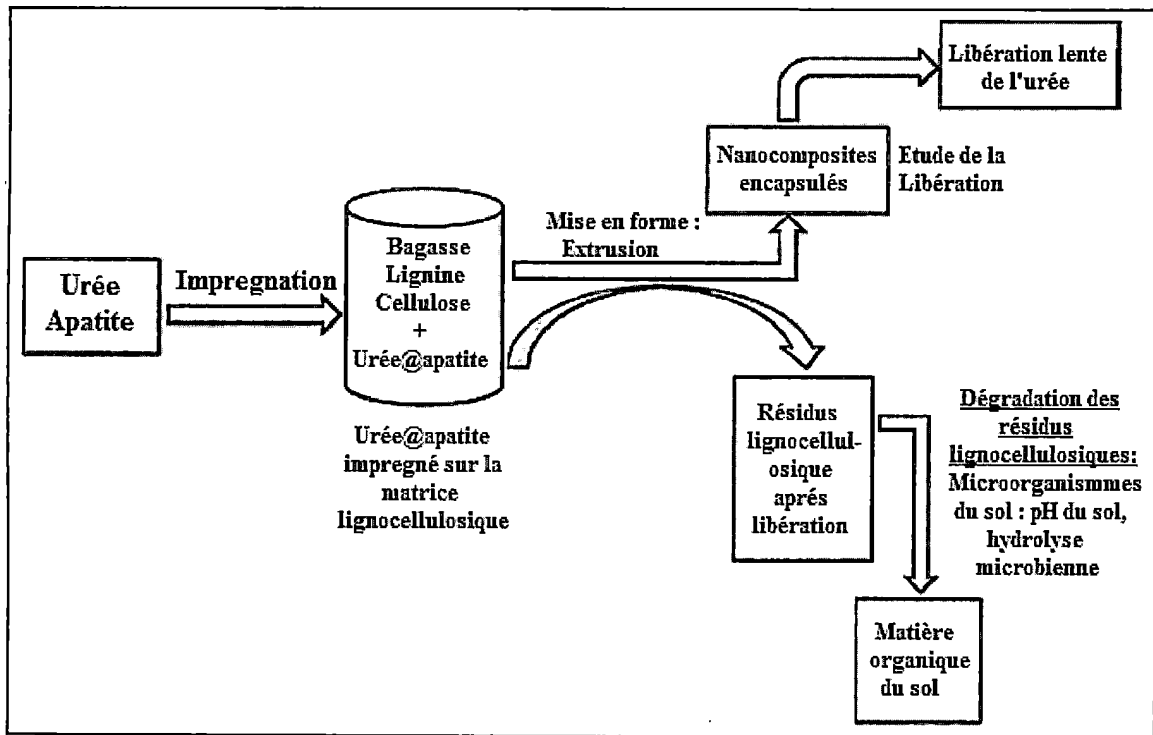 Urée
Apatite
Impregnation
Bagasse
Lignine
Cellulose
+
Urée@apatite
Urée@apatite
impregné sur la
matrice
lignocellulosique
Mise en forme :
Extrusion
Nanocomposites
encapsulés
Etude de la
Libération
Libération lente
de l'urée
Résidus
lignocellul-
osique
aprés
libération
Dégradation des
résidus
lignocellulosiques:
Microorganismmes
du sol : pH du sol,
hydrolyse
microbienne
Matière
organique
du sol